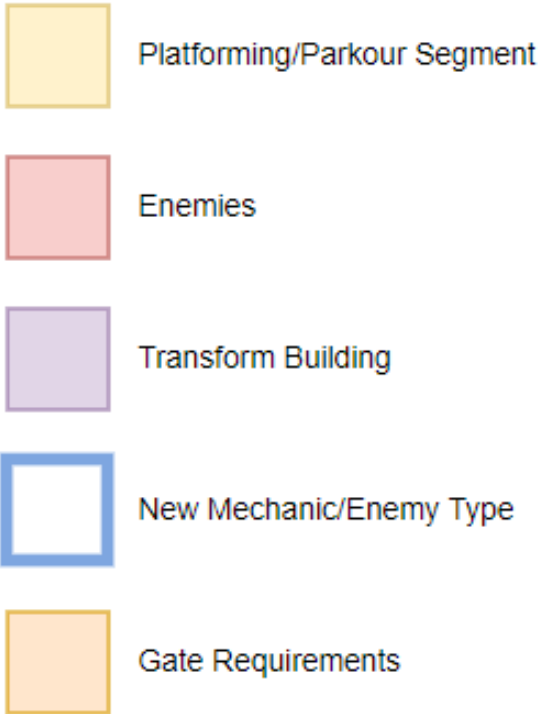 Platforming/Parkour Segment
Enemies
Transform Building
New Mechanic/Enemy Type
Gate Requirements